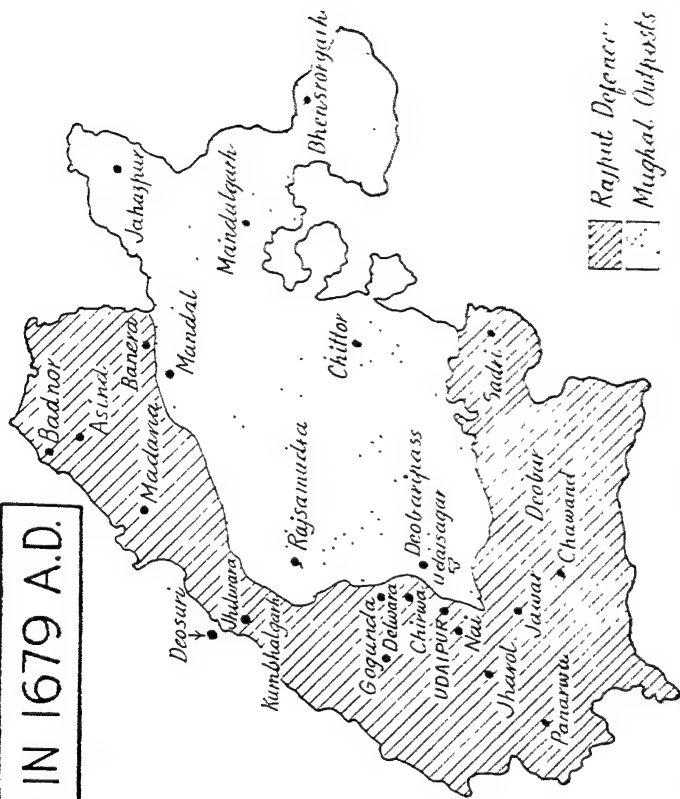 IN 1679 A.D.
Badnor
Asind
Banera
Madaria
Mandal
Jahazpur
Mandalgarh
Bhensrorgarh
Deosuri
Jhilwara
Kumbhalgarh
Rajsamudra
Chittor
Gogunda
Delwara
Chirwa
UDAIPUR
Nai
Deobaripass
Udaisagar
Sadri
Jharol
Jawar
Deobar
Chawand
Panarwa
Rajput Defence
Mughal Outposts